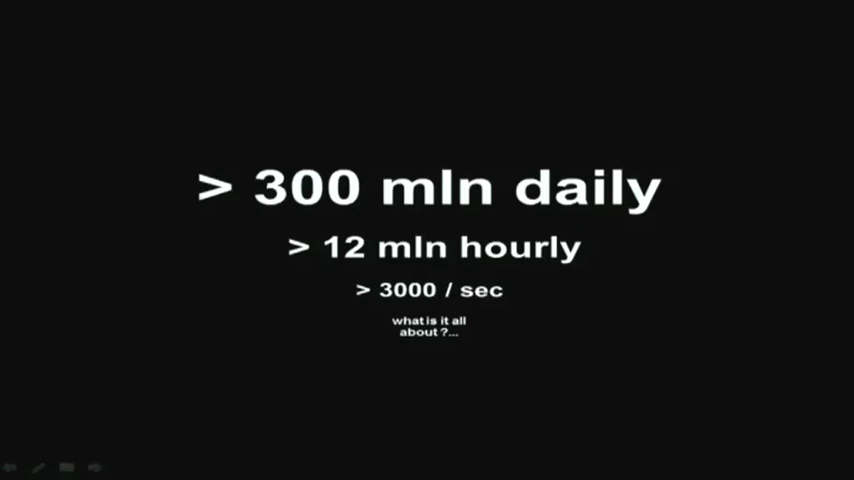 > 300 mln daily
> 12 mln hourly
> 3000 / sec
what is it all
about ?...